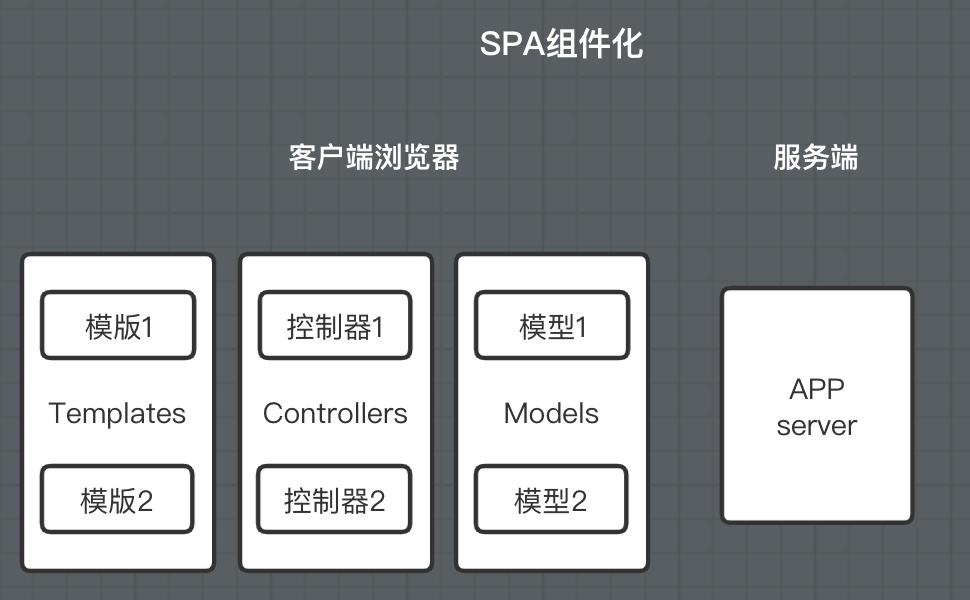 SPA组件化
客户端浏览器
服务端
模版1
控制器1
模型1
Templates
Controllers
Models
APP
server
模版2
控制器2
模型2